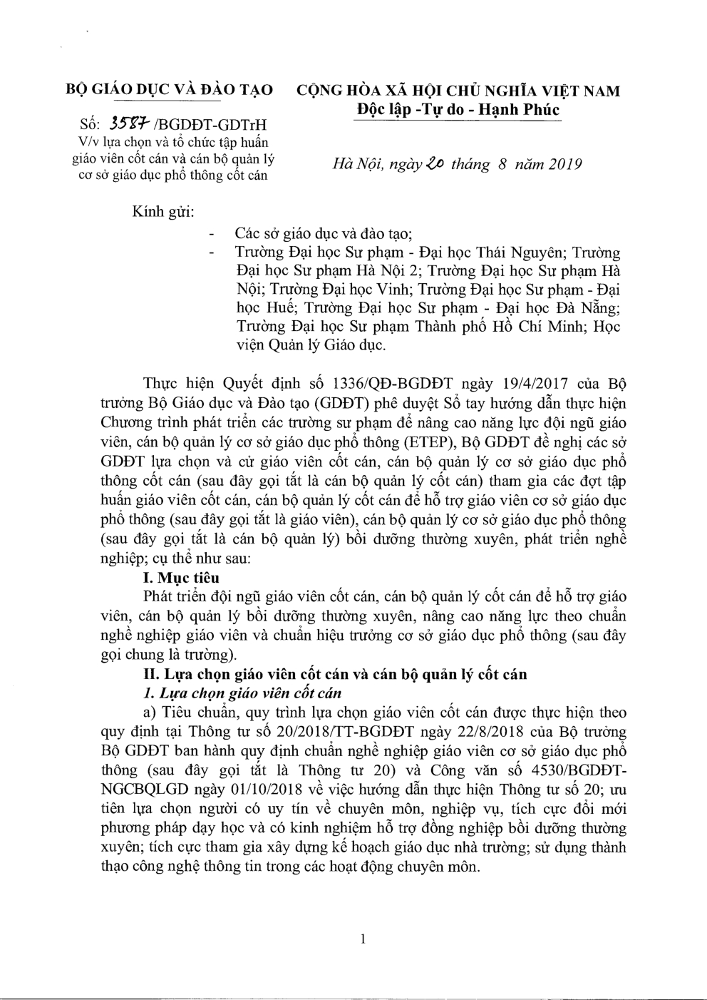 BỘ GIÁO DỤC VÀ ĐÀO TẠO
CỘNG HÒA XÃ HỘI CHỦ NGHĨA VIỆT NAM
Độc lập -Tự do - Hạnh Phúc
Số: 3587 /BGDĐT-GDTrH
V/v lựa chọn và tổ chức tập huấn
giáo viên cốt cán và cán bộ quản lý
cơ sở giáo dục phổ thông cốt cán
Hà Nội, ngày 20 tháng 8 năm 2019
Kính gửi:
- Các sở giáo dục và đào tạo;
- Trường Đại học Sư phạm - Đại học Thái Nguyên; Trường
Đại học Sư phạm Hà Nội 2; Trường Đại học Sư phạm Hà
Nội; Trường Đại học Vinh; Trường Đại học Sư phạm - Đại
học Huế; Trường Đại học Sư phạm - Đại học Đà Nẵng;
Trường Đại học Sư phạm Thành phố Hồ Chí Minh; Học
viện Quản lý Giáo dục.
Thực hiện Quyết định số 1336/QĐ-BGDĐT ngày 19/4/2017 của Bộ
trưởng Bộ Giáo dục và Đào tạo (GDĐT) phê duyệt Sổ tay hướng dẫn thực hiện
Chương trình phát triển các trường sư phạm để nâng cao năng lực đội ngũ giáo
viên, cán bộ quản lý cơ sở giáo dục phổ thông (ETEP), Bộ GDĐT đề nghị các sở
GDĐT lựa chọn và cử giáo viên cốt cán, cán bộ quản lý cơ sở giáo dục phổ
thông cốt cán (sau đây gọi tắt là cán bộ quản lý cốt cán) tham gia các đợt tập
huấn giáo viên cốt cán, cán bộ quản lý cốt cán để hỗ trợ giáo viên cơ sở giáo dục
phổ thông (sau đây gọi tắt là giáo viên), cán bộ quản lý cơ sở giáo dục phổ thông
(sau đây gọi tắt là cán bộ quản lý) bồi dưỡng thường xuyên, phát triển nghề
nghiệp; cụ thể như sau:
I. Mục tiêu
Phát triển đội ngũ giáo viên cốt cán, cán bộ quản lý cốt cán để hỗ trợ giáo
viên, cán bộ quản lý bồi dưỡng thường xuyên, nâng cao năng lực theo chuẩn
nghề nghiệp giáo viên và chuẩn hiệu trưởng cơ sở giáo dục phổ thông (sau đây
gọi chung là trường).
II. Lựa chọn giáo viên cốt cán và cán bộ quản lý cốt cán
1. Lựa chọn giáo viên cốt cán
a) Tiêu chuẩn, quy trình lựa chọn giáo viên cốt cán được thực hiện theo
quy định tại Thông tư số 20/2018/TT-BGDĐT ngày 22/8/2018 của Bộ trưởng
Bộ GDĐT ban hành quy định chuẩn nghề nghiệp giáo viên cơ sở giáo dục phổ
thông (sau đây gọi tắt là Thông tư 20) và Công văn số 4530/BGDĐT-
NGCBQLGD ngày 01/10/2018 về việc hướng dẫn thực hiện Thông tư số 20; ưu
tiên lựa chọn người có uy tín về chuyên môn, nghiệp vụ, tích cực đổi mới
phương pháp dạy học và có kinh nghiệm hỗ trợ đồng nghiệp bồi dưỡng thường
xuyên; tích cực tham gia xây dựng kế hoạch giáo dục nhà trường; sử dụng thành
thạo công nghệ thông tin trong các hoạt động chuyên môn.
1